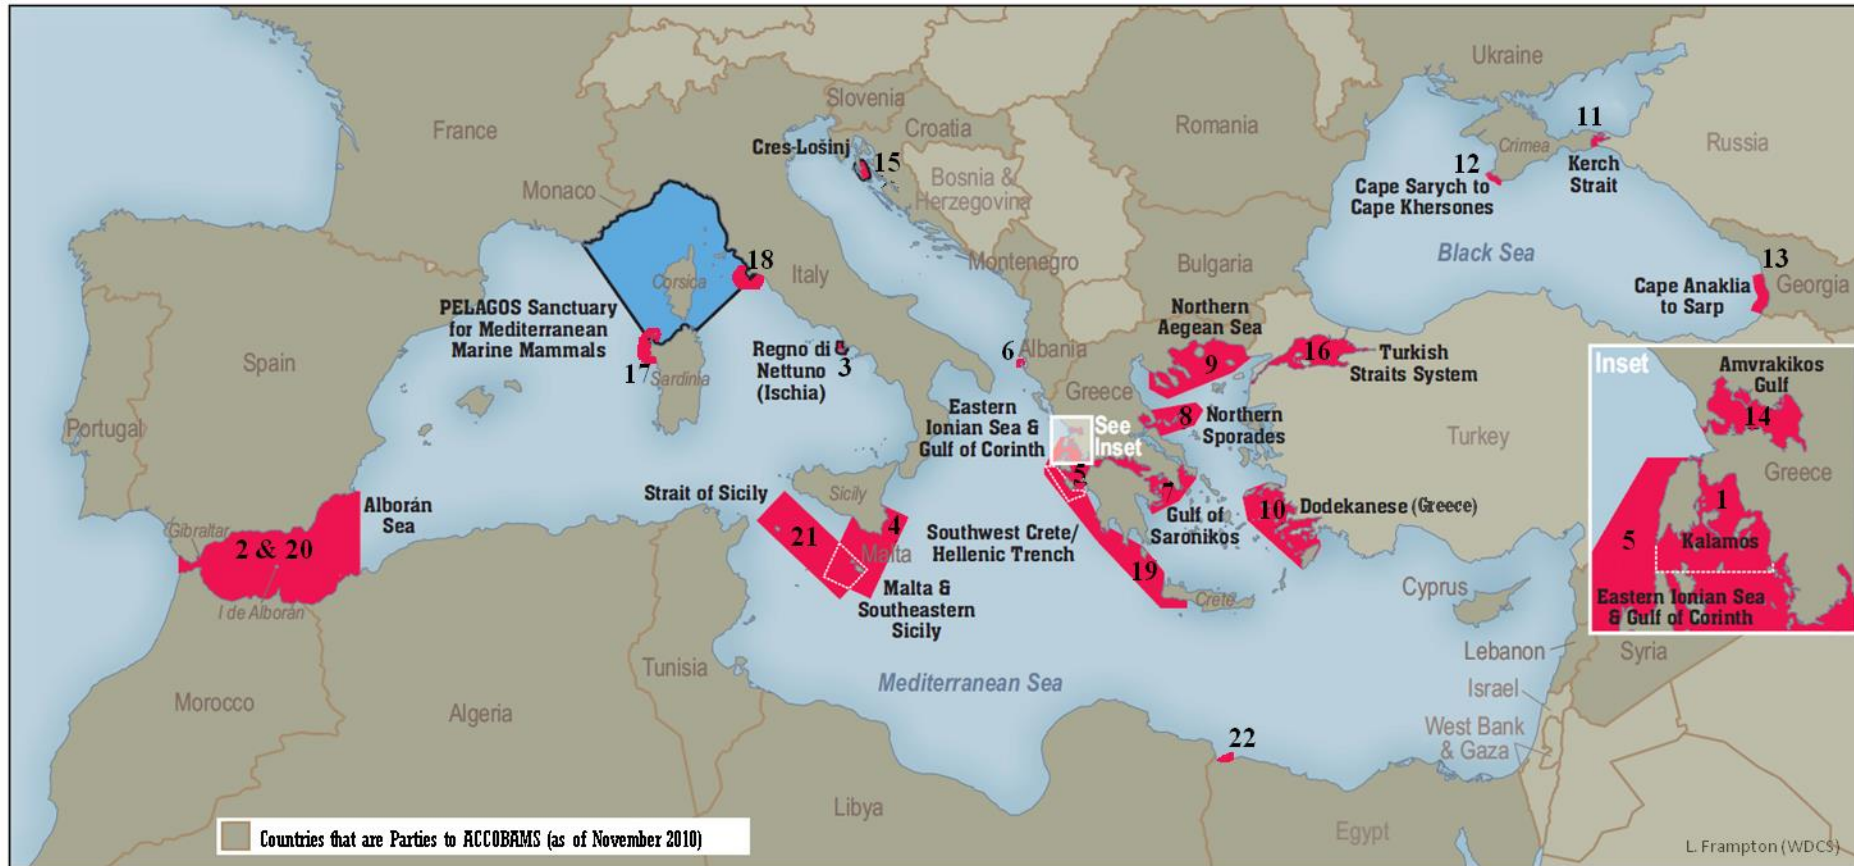 Ukraine
Slovenia
France
Croatia
Romania
11
Russia
Cres-Lošinj
15
Crimea
12
Kerch
Strait
Monaco
Bosnia &
Herzegovina
Cape Sarych to
Cape Khersones
18
Italy
Montenegro
Bulgaria
Black Sea
13
Georgia
Corsica
Cape Anaklia
to Sarp
PELAGOS Sanctuary
for Mediterranean
Marine Mammals
Northern
Aegean Sea
Regno di
Nettuno
(Ischia)
3
6
Albania
9
16
Turkish
Straits System
Spain
17
Sardinia
Greece
Eastern
Ionian Sea &
Gulf of Corinth
See
Inset
8
Northern
Sporades
Portugal
Turkey
Inset
Amvrakikos
Gulf
14
Greece
1
5
Kalamos
Eastern Ionian Sea
& Gulf of Corinth
Strait of Sicily
Sicily
5
7
Gulf of
Saronikos
10
Dodekanese (Greece)
Alborán
Sea
Gibraltar
2 & 20
I de Alborán
21
4
Malta
Southwest Crete/
Hellenic Trench
19
Malta &
Southeastern
Sicily
Crete
Cyprus
Lebanon
Syria
Israel
West Bank
& Gaza
Tunisia
Mediterranean Sea
Morocco
Algeria
22
Libya
Egypt
Countries that are Parties to ACCOBAMS (as of November 2010)
L. Frampton (WDCS)